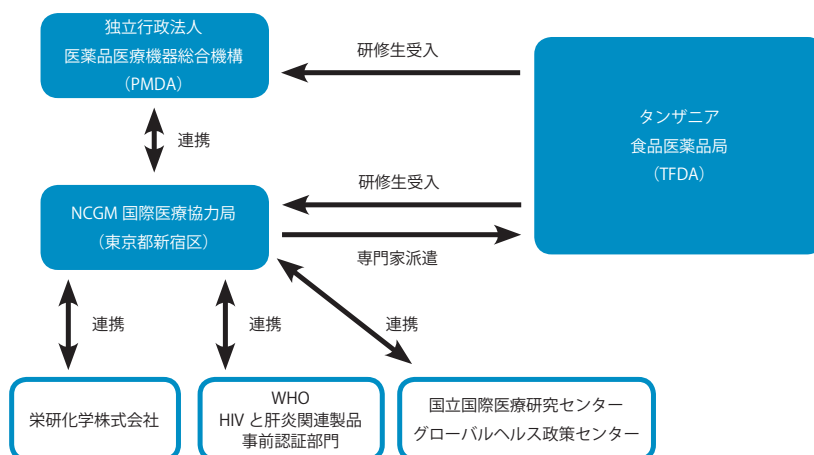 独立行政法人
医薬品医療機器総合機構
（PMDA）
研修生受入
タンザニア
食品医薬品局
（TFDA）
連携
研修生受入
NCGM 国際医療協力局
（東京都新宿区）
専門家派遣
連携
連携
連携
栄研化学株式会社
WHO
HIV と肝炎関連製品
事前認証部門
国立国際医療研究センター
グローバルヘルス政策センター